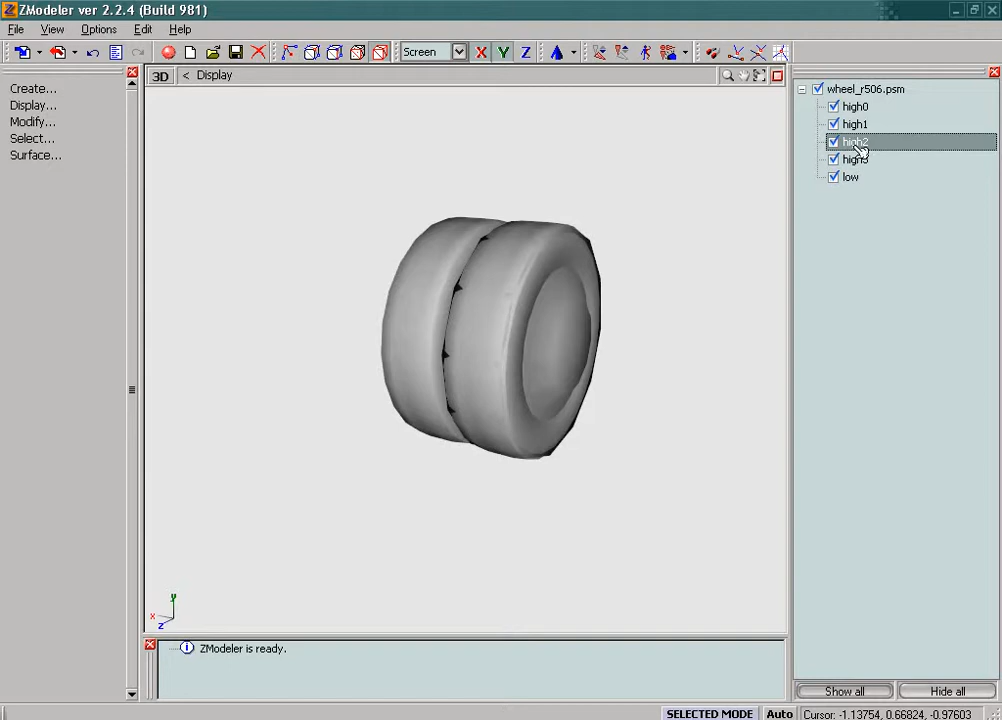 ZModeler ver 2.2.4 (Build 981)
File View Options Edit Help
Screen X Y Z
3D < Display
Create...
Display...
Modify...
Select...
Surface...
wheel_r506.psm
high0
high1
high2
high3
low
y
x
z
ZModeler is ready.
Show all Hide all
SELECTED MODE Auto Cursor: -1.13754, 0.66824, -0.97603